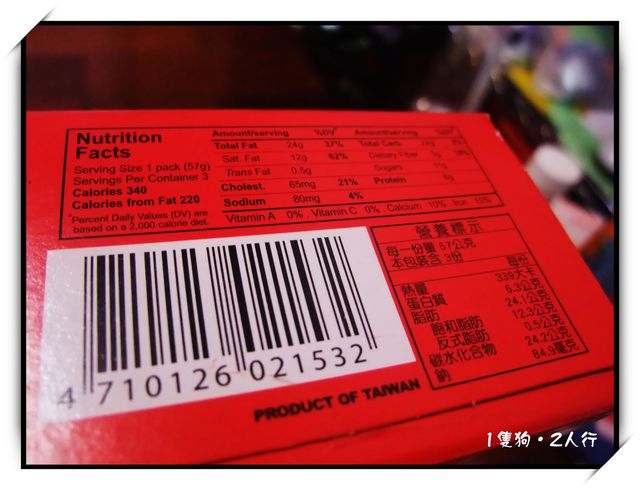 Nutrition Facts
Serving Size 1 pack (57g)
Servings Per Container 3
Calories 340
Calories from Fat 220
*Percent Daily Values (DV) are
based on a 2,000 calorie diet.
Amount/serving %DV* Amount/serving %DV*
Total Fat 24g 37% Total Carb.
Sat. Fat 12g 62% Dietary Fiber
Trans Fat 0.5g Sugars
Cholest. 65mg 21% Protein
Sodium 80mg 4%
Vitamin A 0% . Vitamin C 0% . Calcium 10% . Iron
營養標示
每一份量 57公克
本包裝含 3份
每份
熱量 339大卡
蛋白質 6.3公克
脂肪 24.1公克
飽和脂肪 12.3公克
反式脂肪 0.5公克
碳水化合物 24.2公克
鈉 84.9毫克
4 710126 021532
PRODUCT OF TAIWAN
1隻狗·2人行